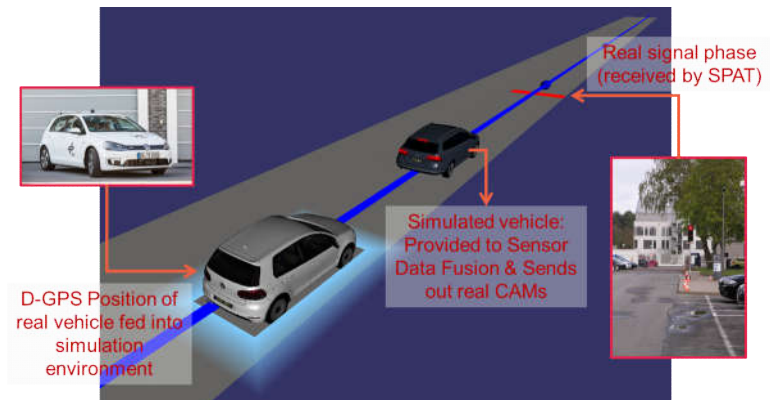 Real signal phase
(received by SPAT)
Simulated vehicle:
Provided to Sensor
Data Fusion & Sends
out real CAMs
D-GPS Position of
real vehicle fed into
simulation
environment